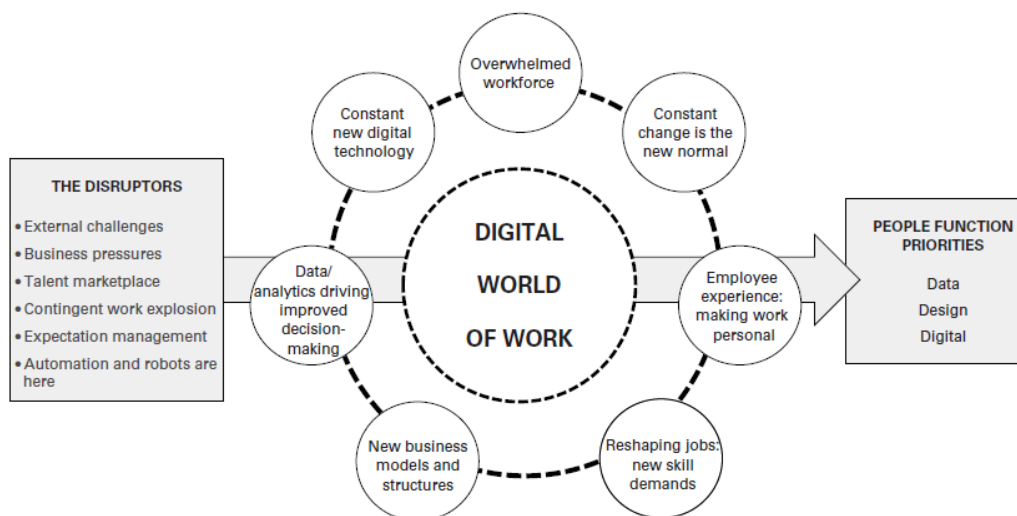 THE DISRUPTORS
• External challenges
• Business pressures
• Talent marketplace
• Contingent work explosion
• Expectation management
• Automation and robots are
here
Overwhelmed
workforce
Constant
new digital
technology
Constant
change is the
new normal
Data/
analytics driving
improved
decision-
making
DIGITAL
WORLD
OF WORK
Employee
experience:
making work
personal
New business
models and
structures
Reshaping jobs:
new skill
demands
PEOPLE FUNCTION
PRIORITIES
Data
Design
Digital